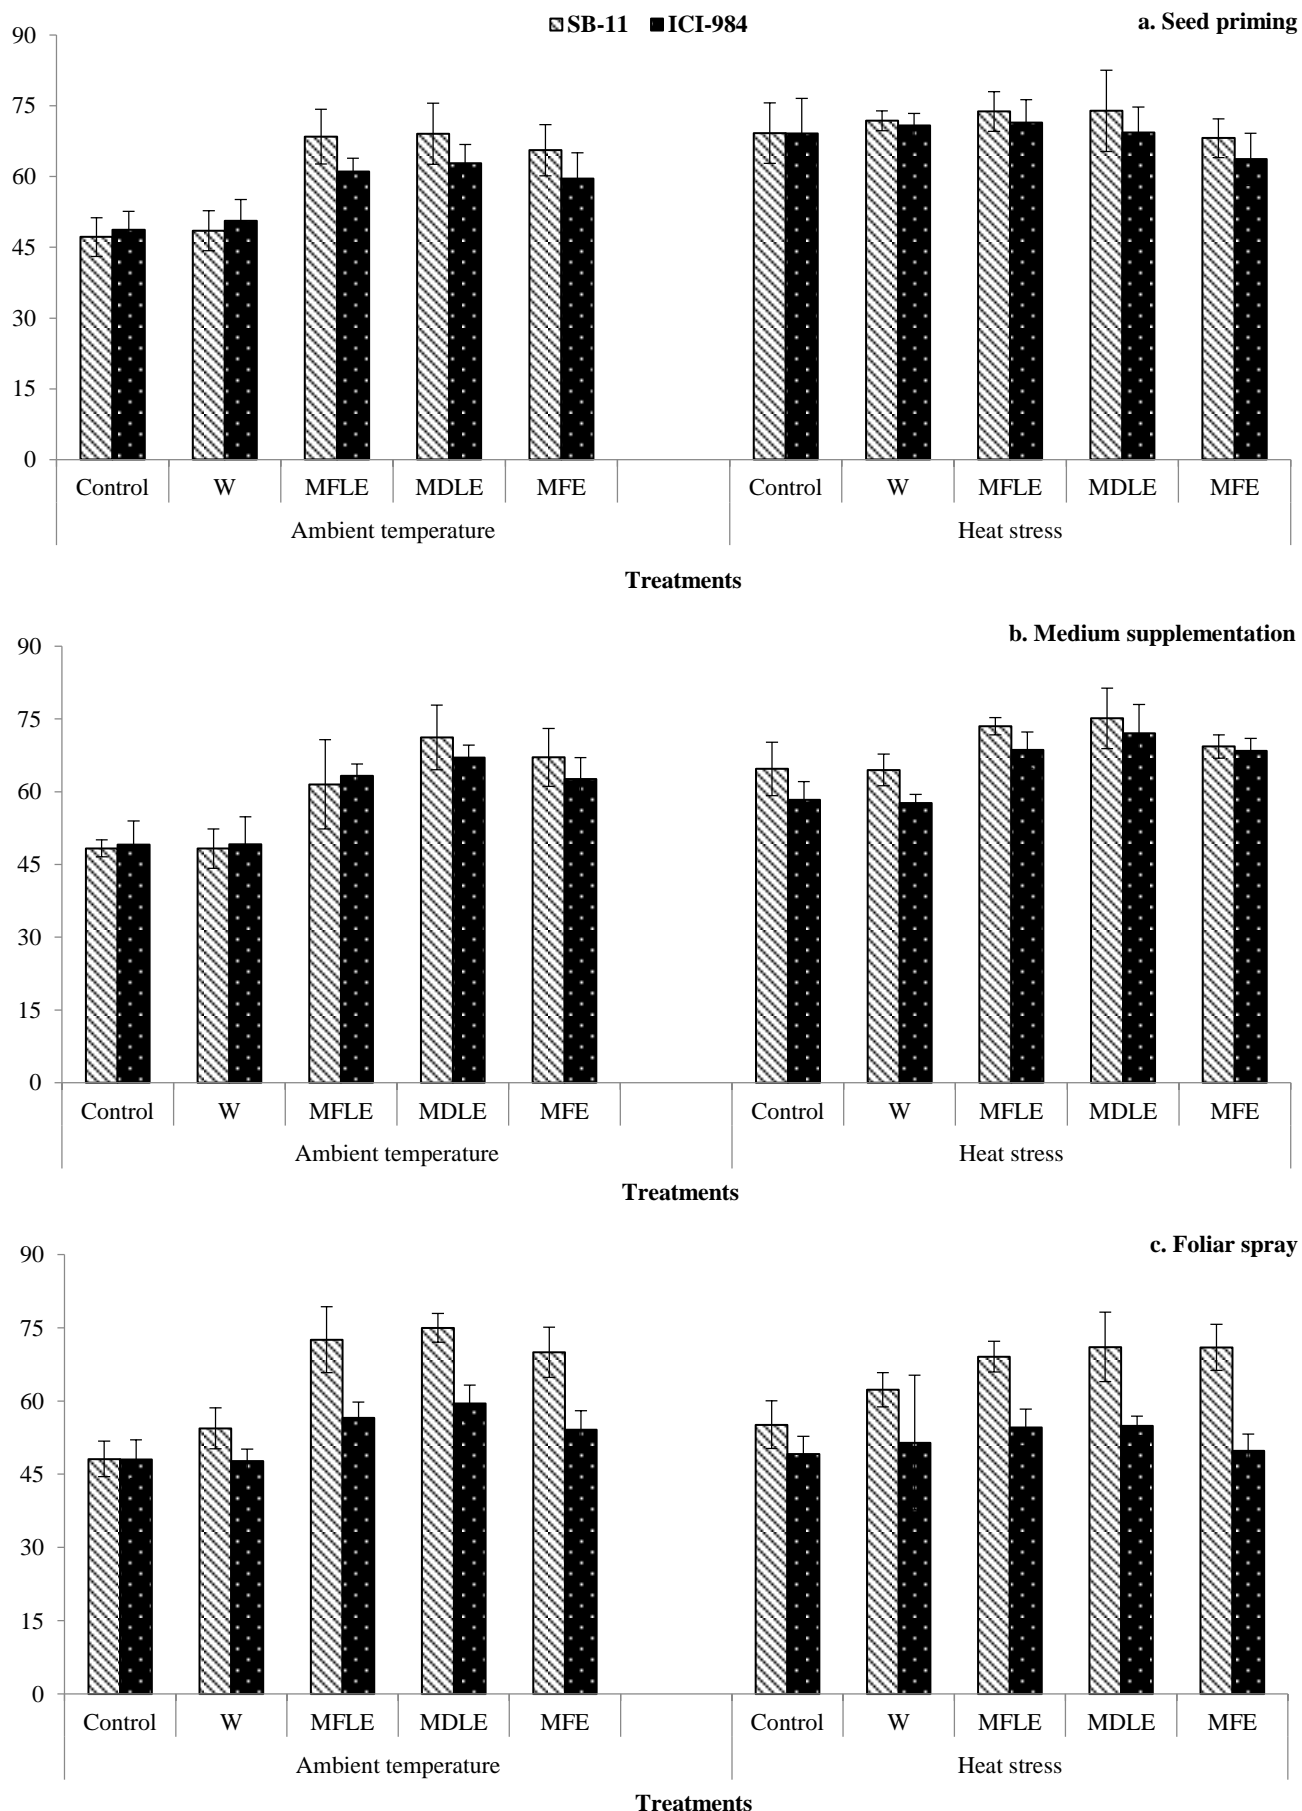 SB-11 ICI-984
a. Seed priming
90
75
60
45
30
15
0
Control W MFLE MDLE MFE Control W MFLE MDLE MFE
Ambient temperature Heat stress
Treatments
b. Medium supplementation
90
75
60
45
30
15
0
Control W MFLE MDLE MFE Control W MFLE MDLE MFE
Ambient temperature Heat stress
Treatments
c. Foliar spray
90
75
60
45
30
15
0
Control W MFLE MDLE MFE Control W MFLE MDLE MFE
Ambient temperature Heat stress
Treatments